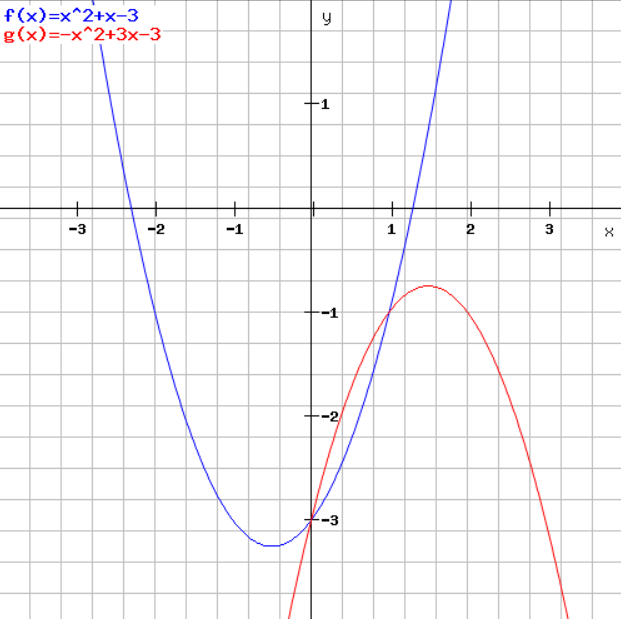 f(x)=x^2+x-3
g(x)=-x^2+3x-3
y
1
-3 -2 -1 1 2 3 x
-1
-2
-3